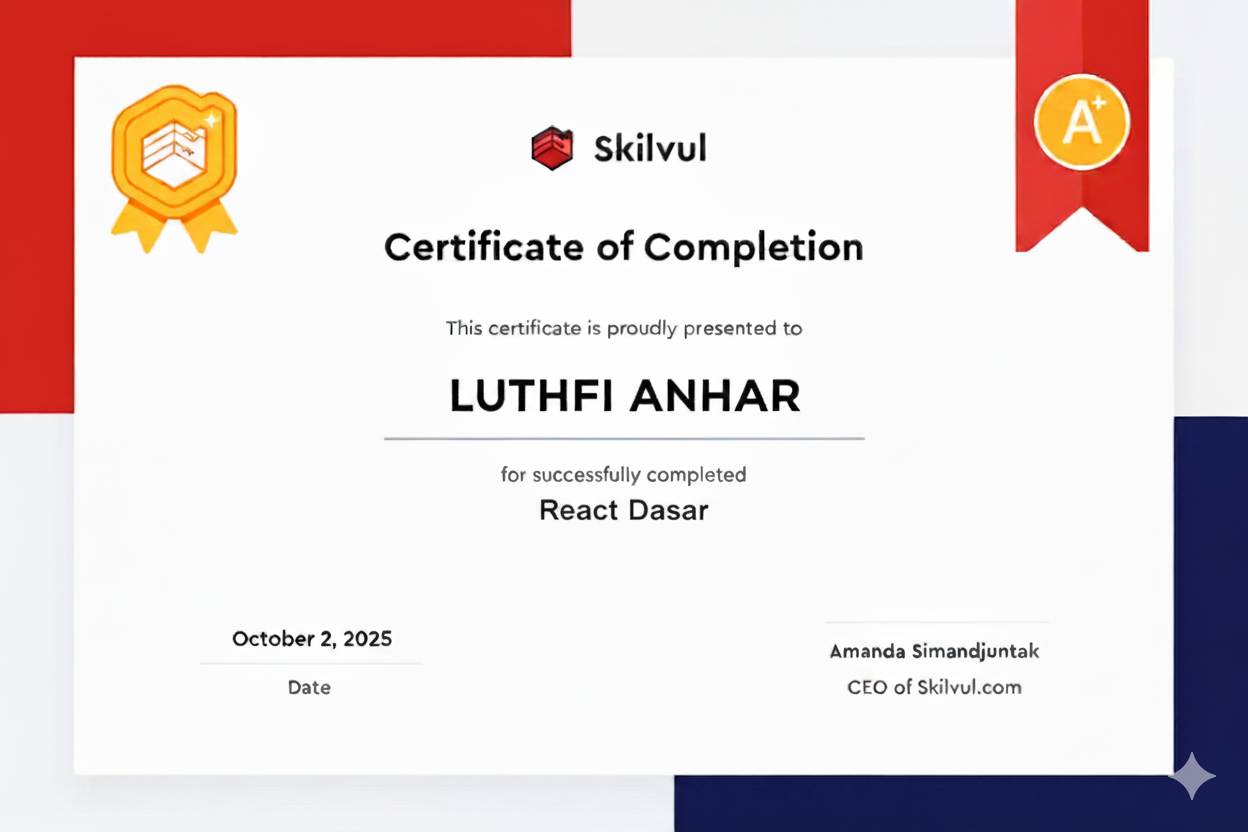 Skilvul
A+
Certificate of Completion
This certificate is proudly presented to
LUTHFI ANHAR
for successfully completed
React Dasar
October 2, 2025
Date
Amanda Simandjuntak
CEO of Skilvul.com